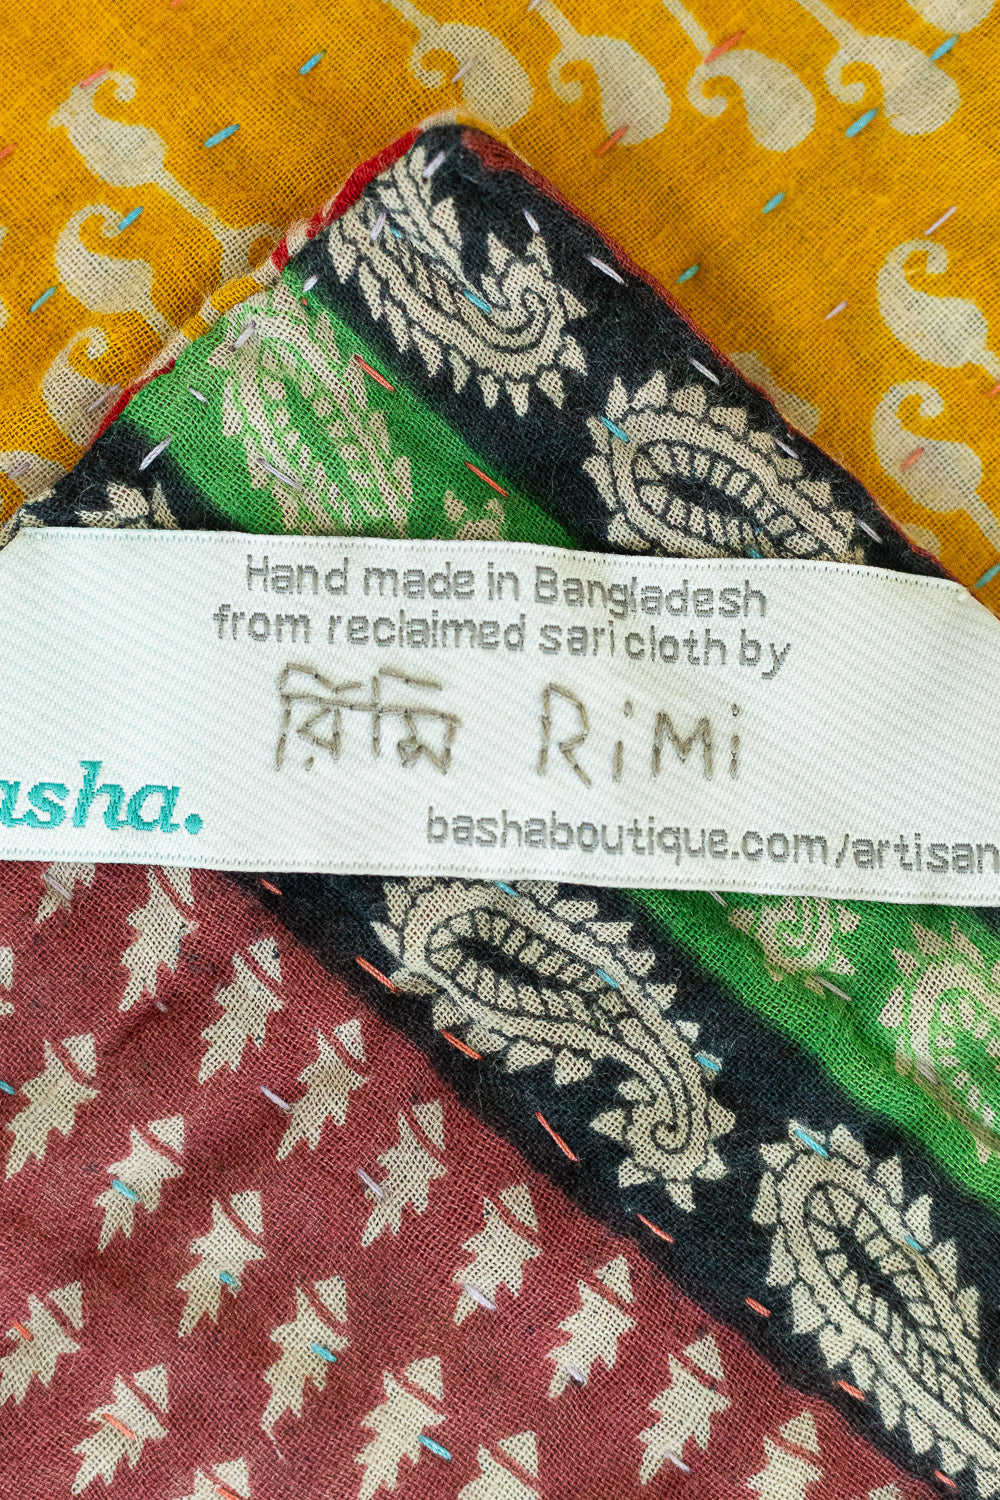 Hand made in Bangladesh
from reclaimed sari cloth by
রিমি RiMi
asha.
bashaboutique.com/artisan